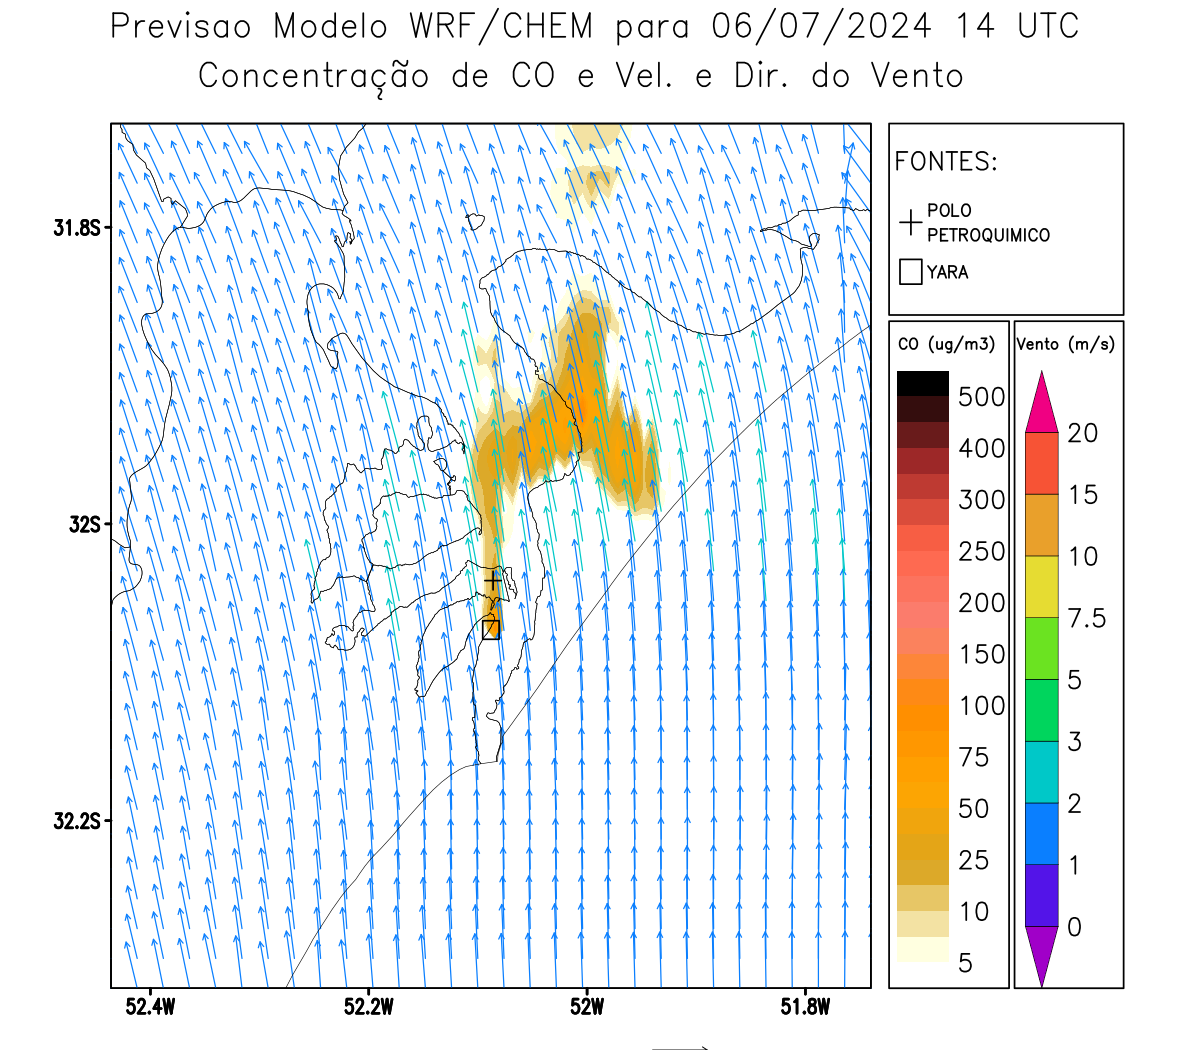 Previsao Modelo WRF/CHEM para 06/07/2024 14 UTC
Concentração de CO e Vel. e Dir. do Vento
FONTES:
POLO
PETROQUIMICO
YARA
CO (ug/m3)
500
400
300
250
200
150
100
75
50
25
10
5
Vento (m/s)
20
15
10
7.5
5
3
2
1
0
31.8S
32S
32.2S
52.4W
52.2W
52W
51.8W